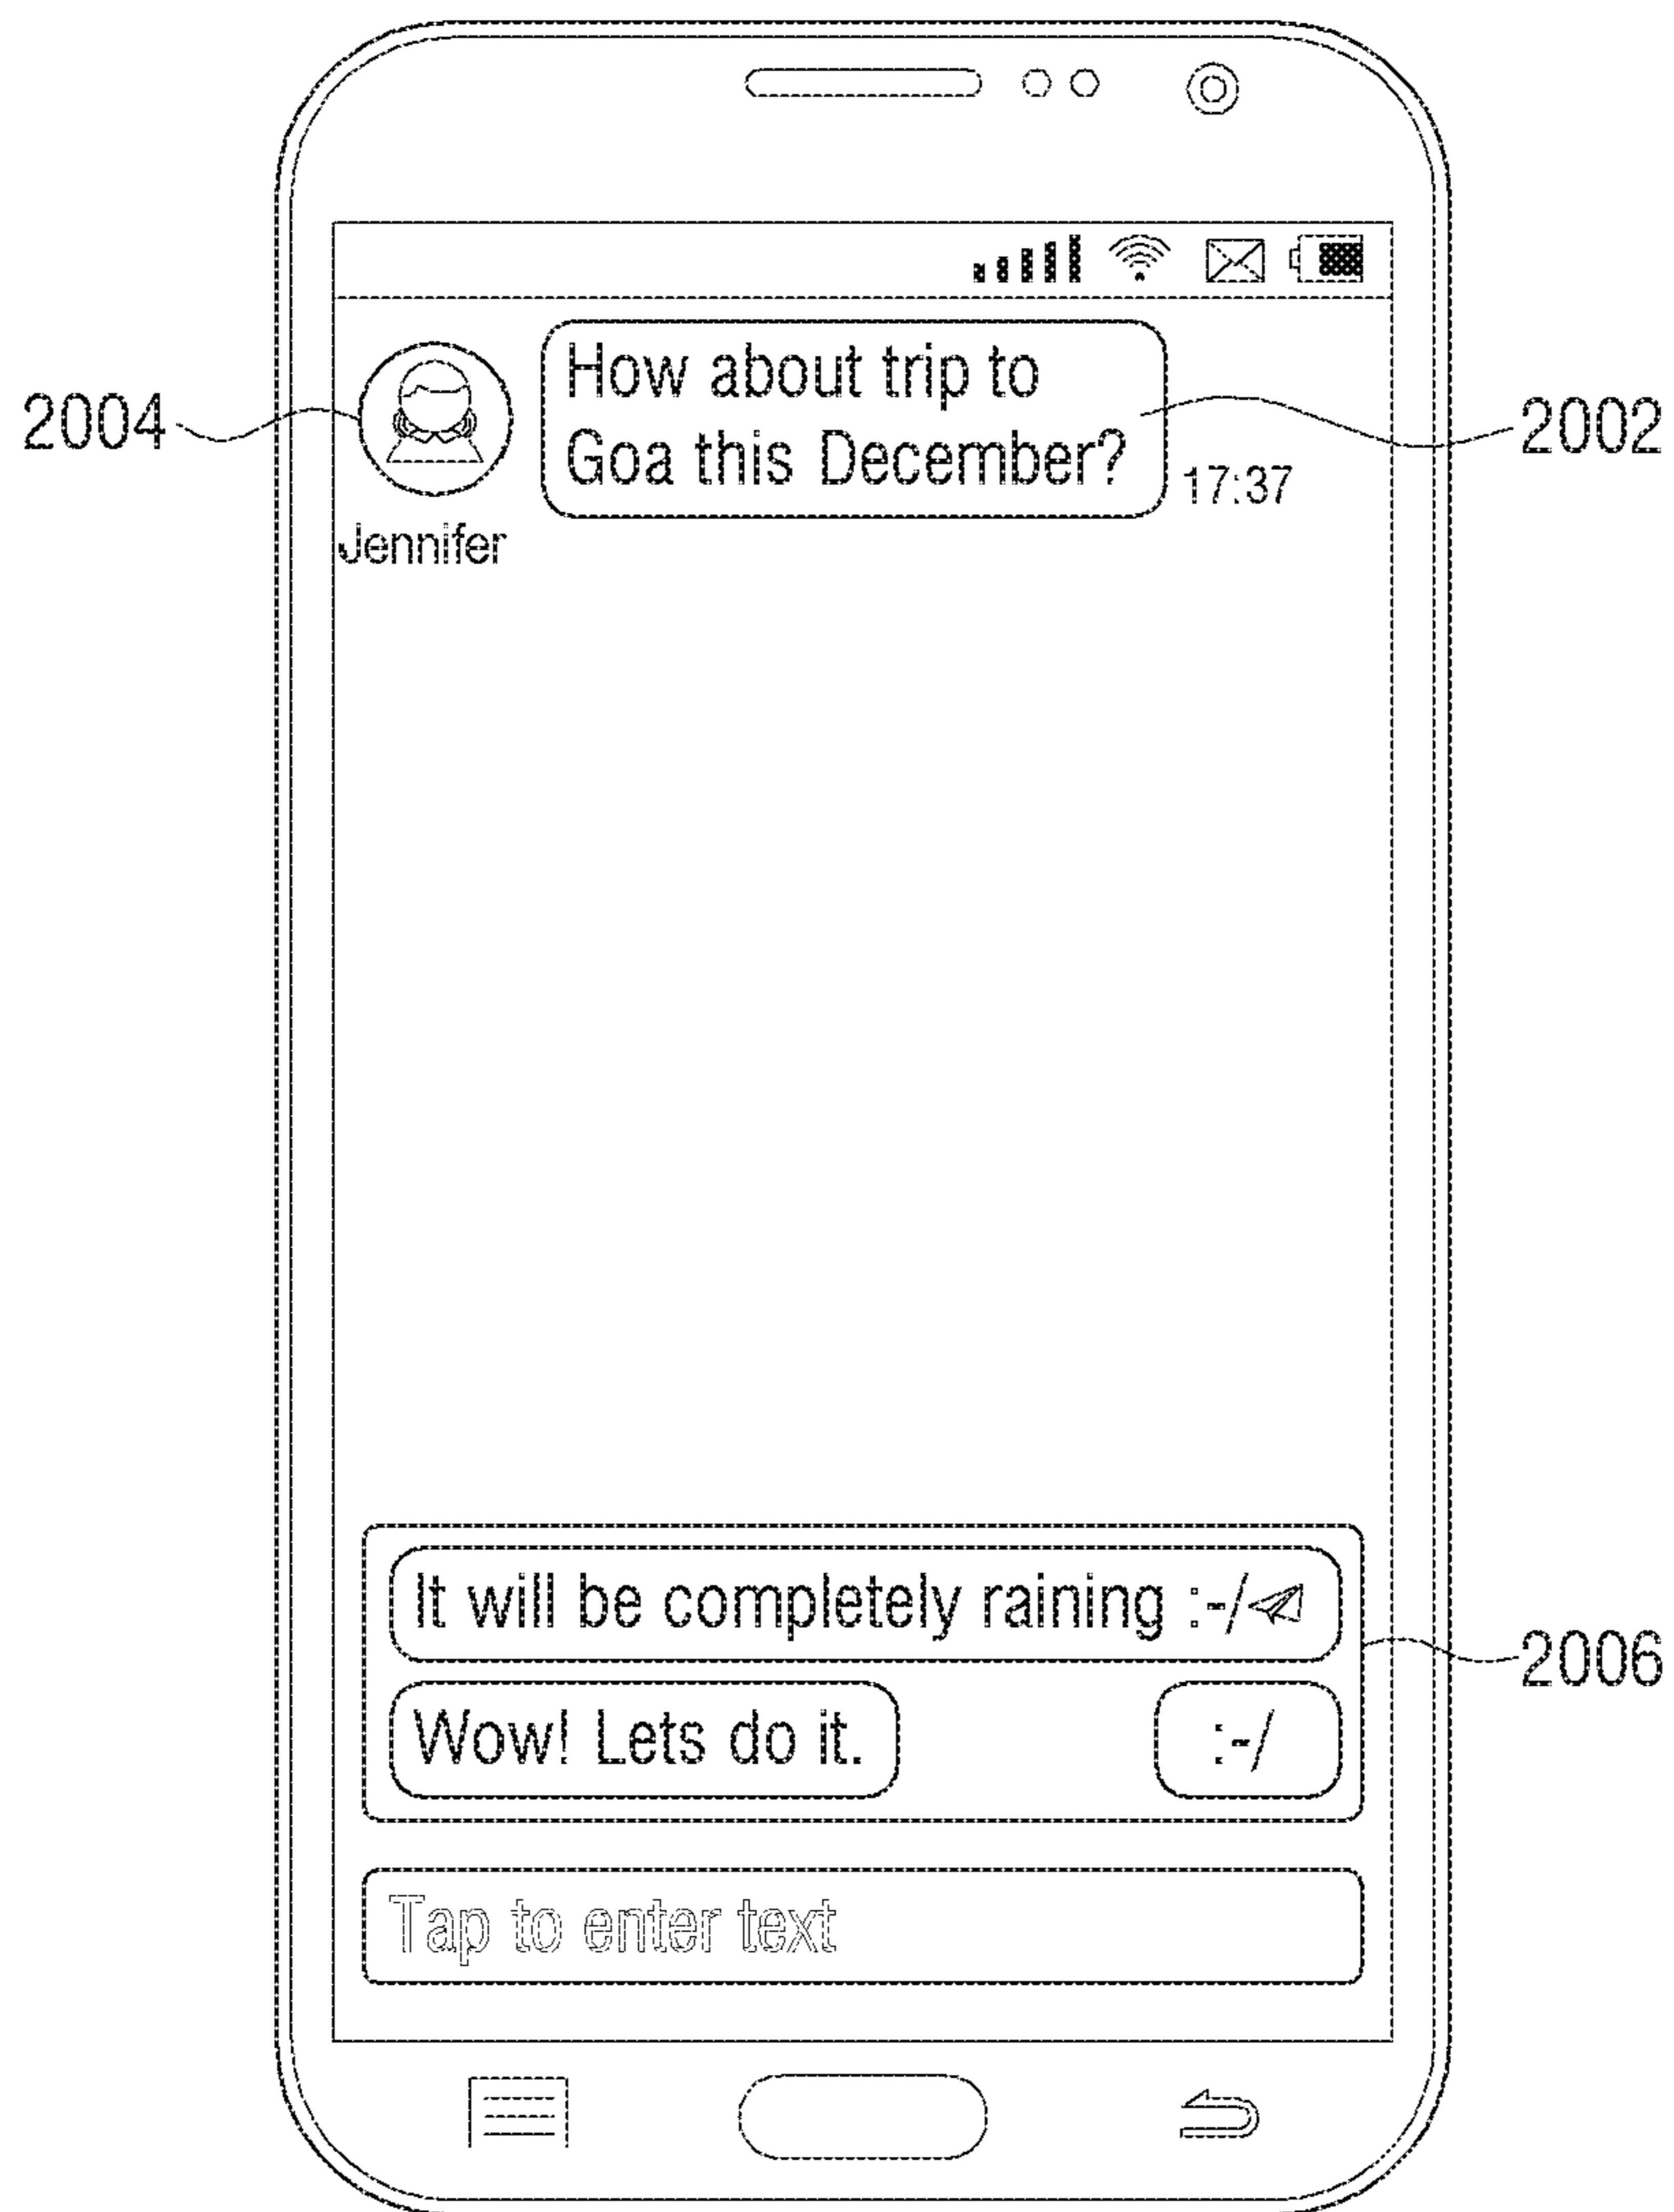 How about trip to
2004
2002
Goa this December?
17:37
Jennifer
It will be completely raining :-/
2006
Wow! Lets do it.
:-/
Tap to enter text